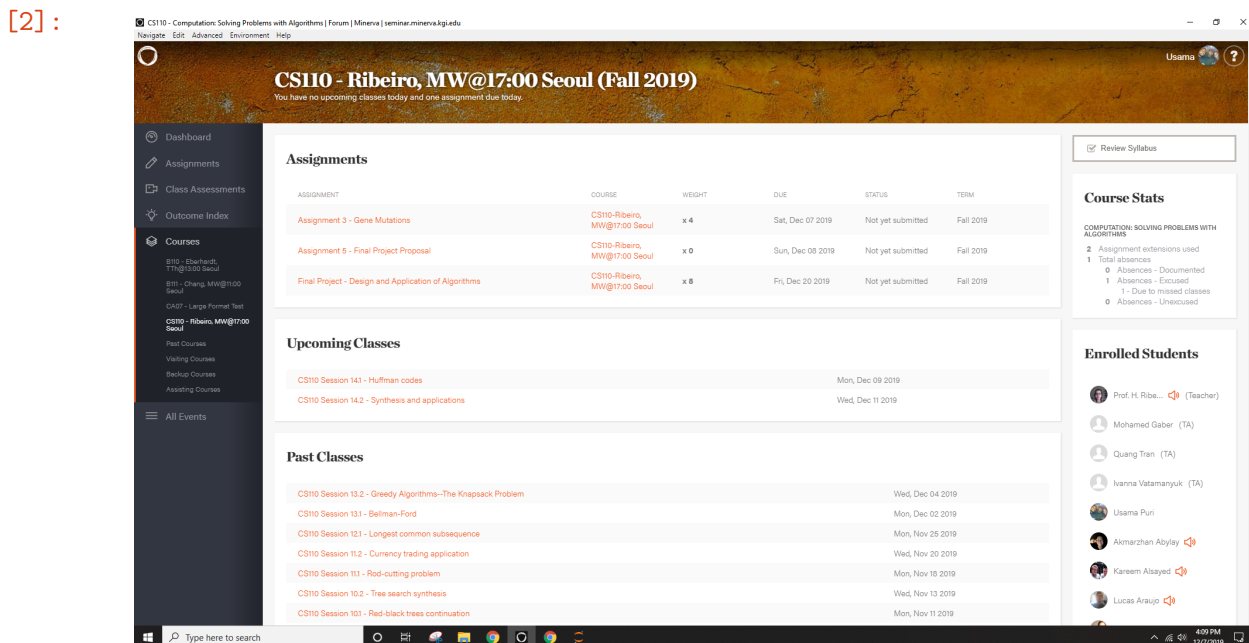 [2]:
CS110 - Computation: Solving Problems with Algorithms | Forum | Minerva | seminar.minerva.kgi.edu
Navigate Edit Advanced Environment Help
Usama ?
CS110 - Ribeiro, MW@17:00 Seoul (Fall 2019)
You have no upcoming classes today and one assignment due today.
Dashboard
Assignments
Class Assessments
Outcome Index
Courses
B110 - Eberhardt,
TTh@13:00 Seoul
B111 - Chang, MW@11:00
Seoul
CA07 - Large Format Test
CS110 - Ribeiro, MW@17:00
Seoul
Past Courses
Visiting Courses
Backup Courses
Assisting Courses
All Events
Assignments
ASSIGNMENT COURSE WEIGHT DUE STATUS TERM
Assignment 3 - Gene Mutations CS110-Ribeiro, MW@17:00 Seoul x 4 Sat, Dec 07 2019 Not yet submitted Fall 2019
Assignment 5 - Final Project Proposal CS110-Ribeiro, MW@17:00 Seoul x 0 Sun, Dec 08 2019 Not yet submitted Fall 2019
Final Project - Design and Application of Algorithms CS110-Ribeiro, MW@17:00 Seoul x 8 Fri, Dec 20 2019 Not yet submitted Fall 2019
Upcoming Classes
CS110 Session 14.1 - Huffman codes Mon, Dec 09 2019
CS110 Session 14.2 - Synthesis and applications Wed, Dec 11 2019
Past Classes
CS110 Session 13.2 - Greedy Algorithms--The Knapsack Problem Wed, Dec 04 2019
CS110 Session 13.1 - Bellman-Ford Mon, Dec 02 2019
CS110 Session 12.1 - Longest common subsequence Mon, Nov 25 2019
CS110 Session 11.2 - Currency trading application Wed, Nov 20 2019
CS110 Session 11.1 - Rod-cutting problem Mon, Nov 18 2019
CS110 Session 10.2 - Tree search synthesis Wed, Nov 13 2019
CS110 Session 10.1 - Red-black trees continuation Mon, Nov 11 2019
Review Syllabus
Course Stats
COMPUTATION: SOLVING PROBLEMS WITH
ALGORITHMS
2 Assignment extensions used
1 Total absences
0 Absences - Documented
1 Absences - Excused
1 - Due to missed classes
0 Absences - Unexcused
Enrolled Students
Prof. H. Ribe... (Teacher)
Mohamed Gaber (TA)
Quang Tran (TA)
Ivanna Vatamanyuk (TA)
Usama Puri
Akmarzhan Abylay
Kareem Alsayed
Lucas Araujo
Type here to search
4:09 PM
12/7/2019